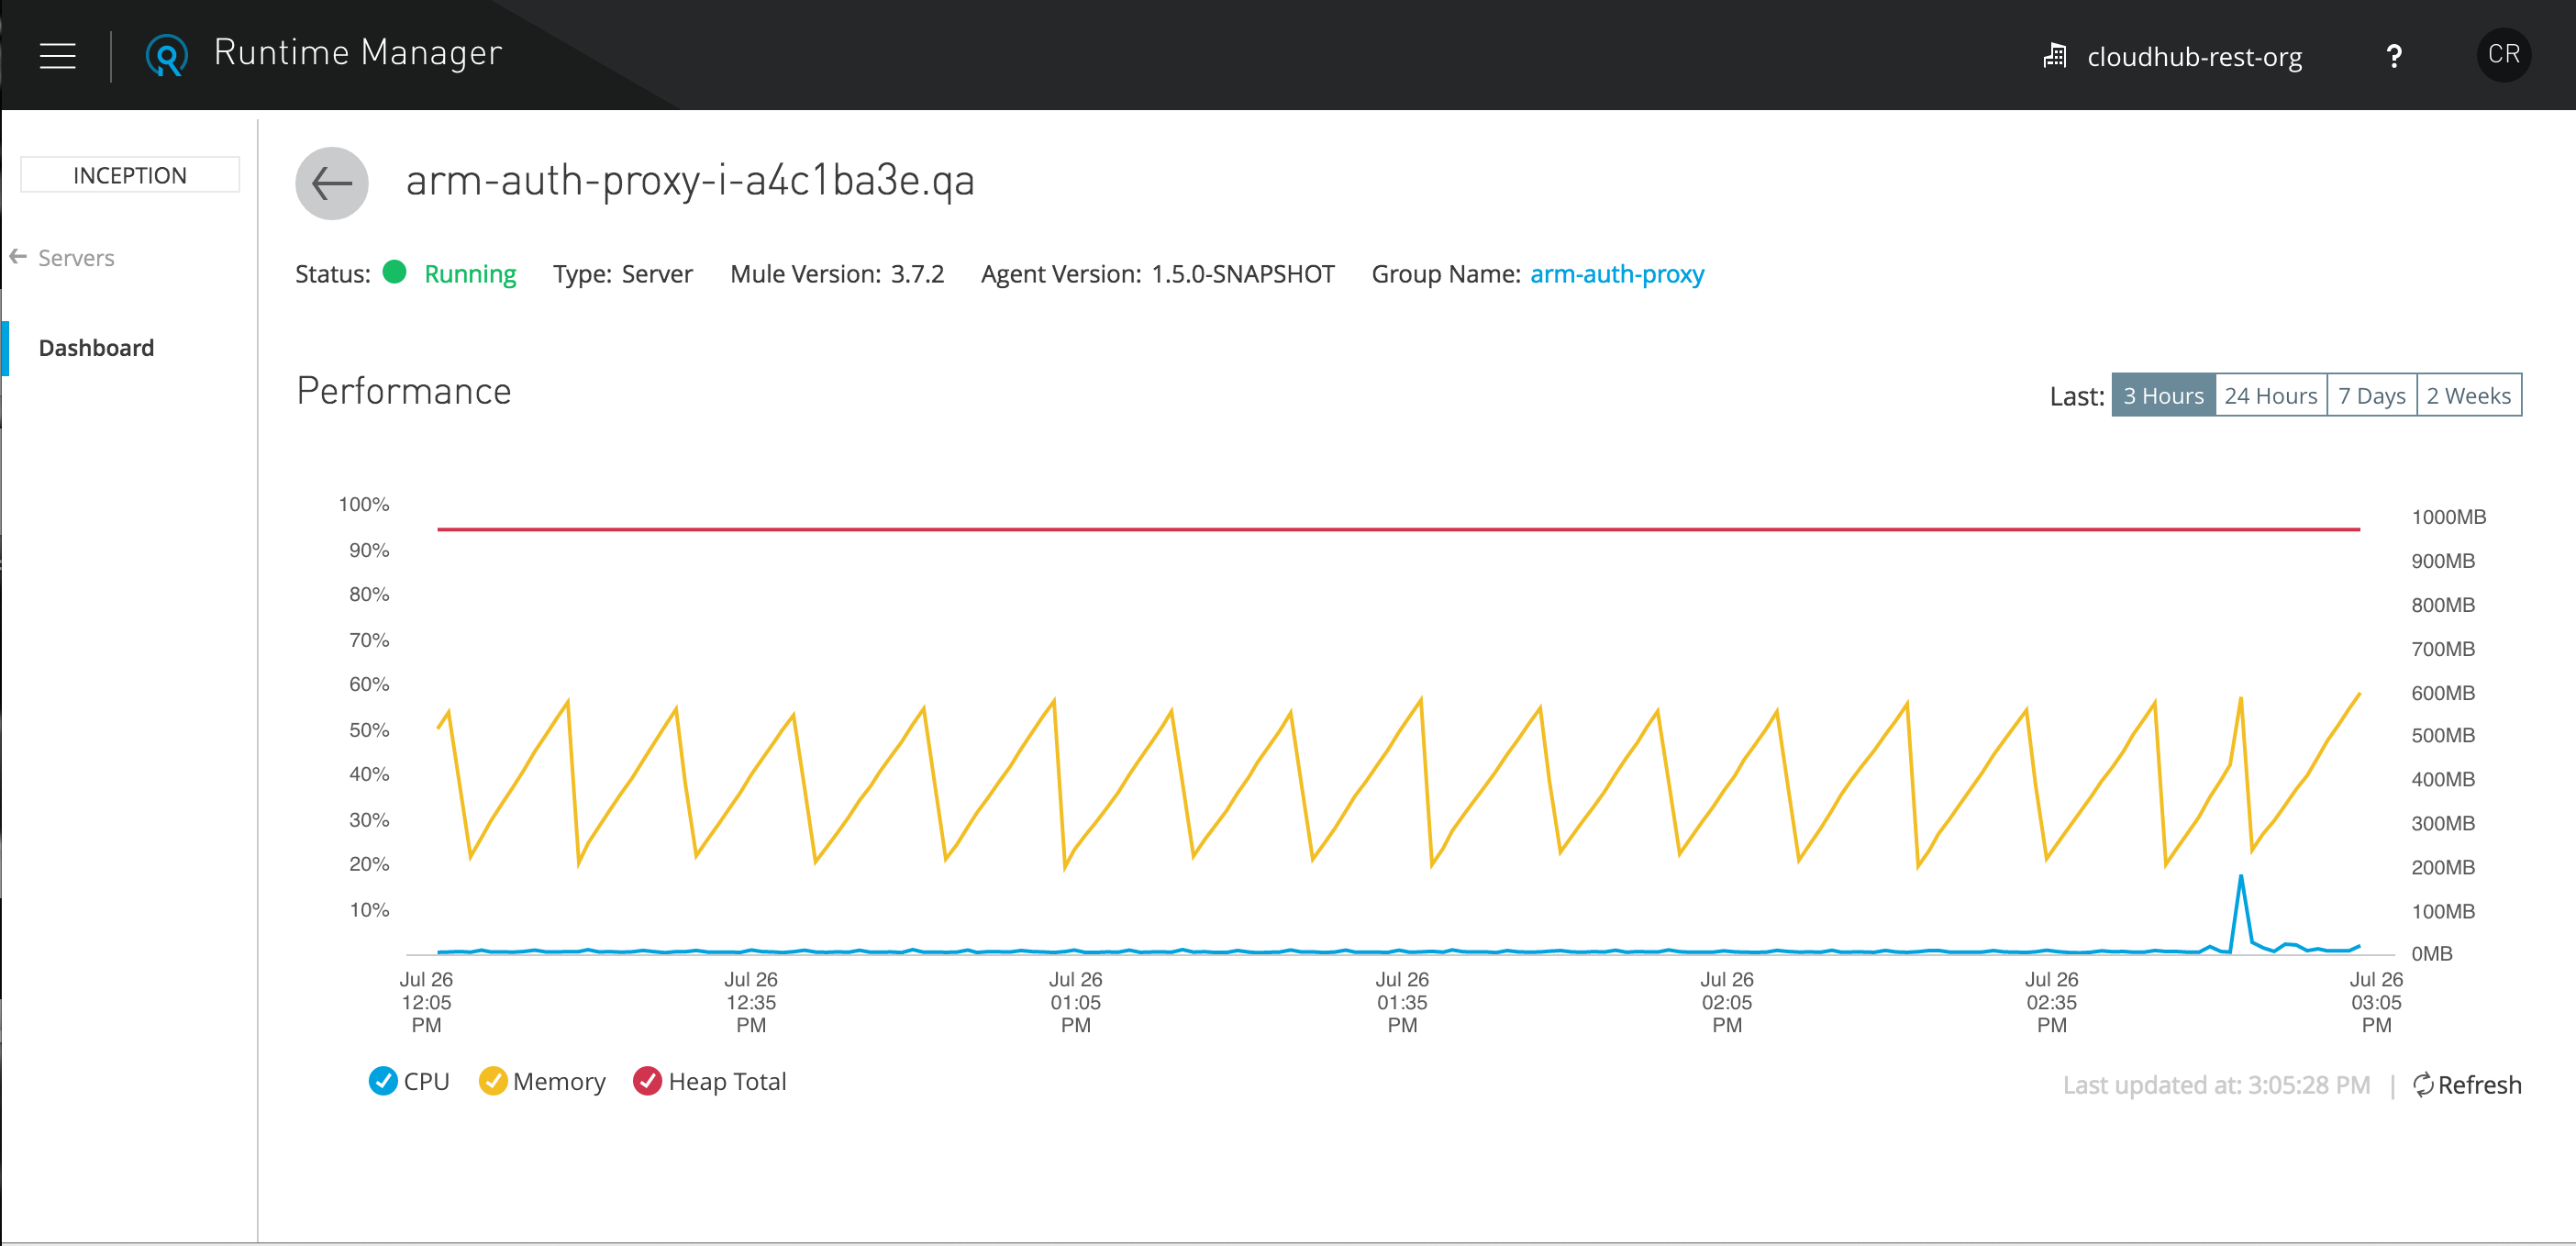 Runtime Manager
cloudhub-rest-org
?
CR
INCEPTION
Servers
Dashboard
arm-auth-proxy-i-a4c1ba3e.qa
Status: Running Type: Server Mule Version: 3.7.2 Agent Version: 1.5.0-SNAPSHOT Group Name: arm-auth-proxy
Performance
Last: 3 Hours 24 Hours 7 Days 2 Weeks
100%
90%
80%
70%
60%
50%
40%
30%
20%
10%
1000MB
900MB
800MB
700MB
600MB
500MB
400MB
300MB
200MB
100MB
0MB
Jul 26 12:05 PM
Jul 26 12:35 PM
Jul 26 01:05 PM
Jul 26 01:35 PM
Jul 26 02:05 PM
Jul 26 02:35 PM
Jul 26 03:05 PM
CPU Memory Heap Total
Last updated at: 3:05:28 PM | Refresh